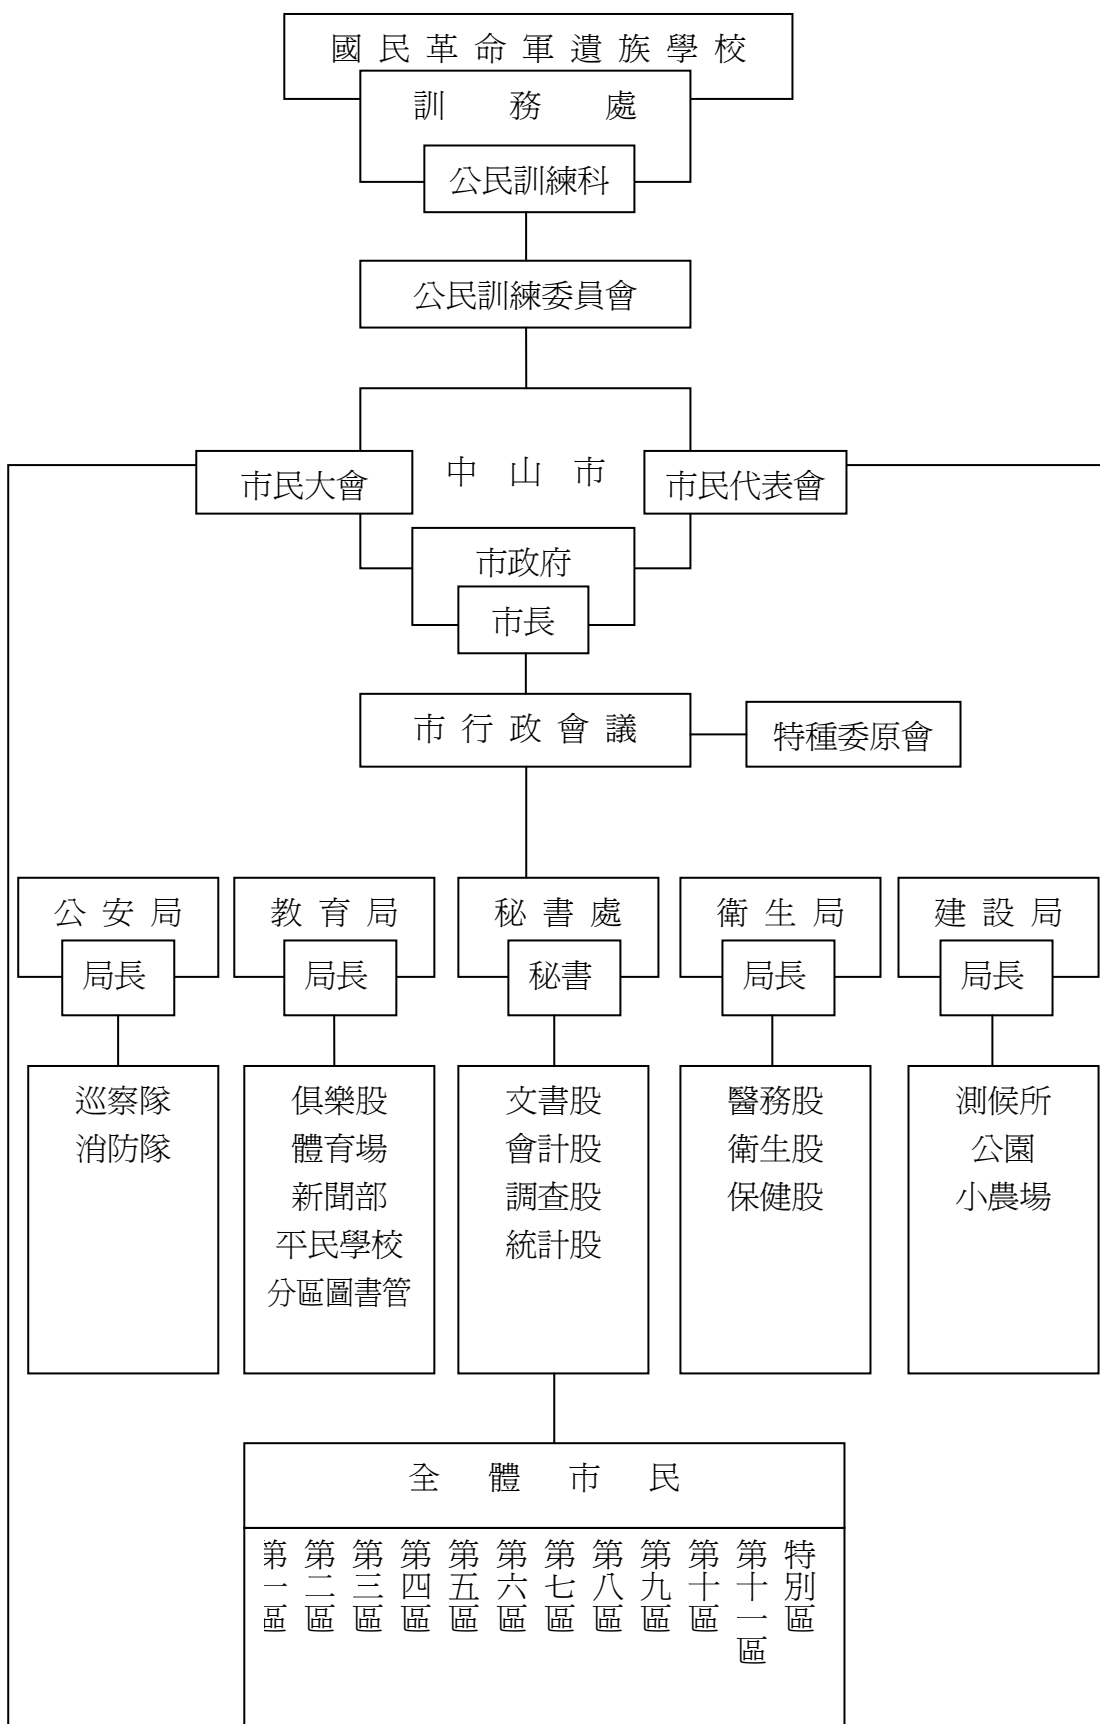 國民革命軍遺族學校
訓務處
公民訓練科
公民訓練委員會
中山市
市民大會
市民代表會
市政府
市長
市行政會議
特種委原會
公安局
局長
巡察隊
消防隊
教育局
局長
俱樂股
體育場
新聞部
平民學校
分區圖書管
秘書處
秘書
文書股
會計股
調查股
統計股
衛生局
局長
醫務股
衛生股
保健股
建設局
局長
測候所
公園
小農場
全體市民
第一區
第二區
第三區
第四區
第五區
第六區
第七區
第八區
第九區
第十區
第十一區
特別區